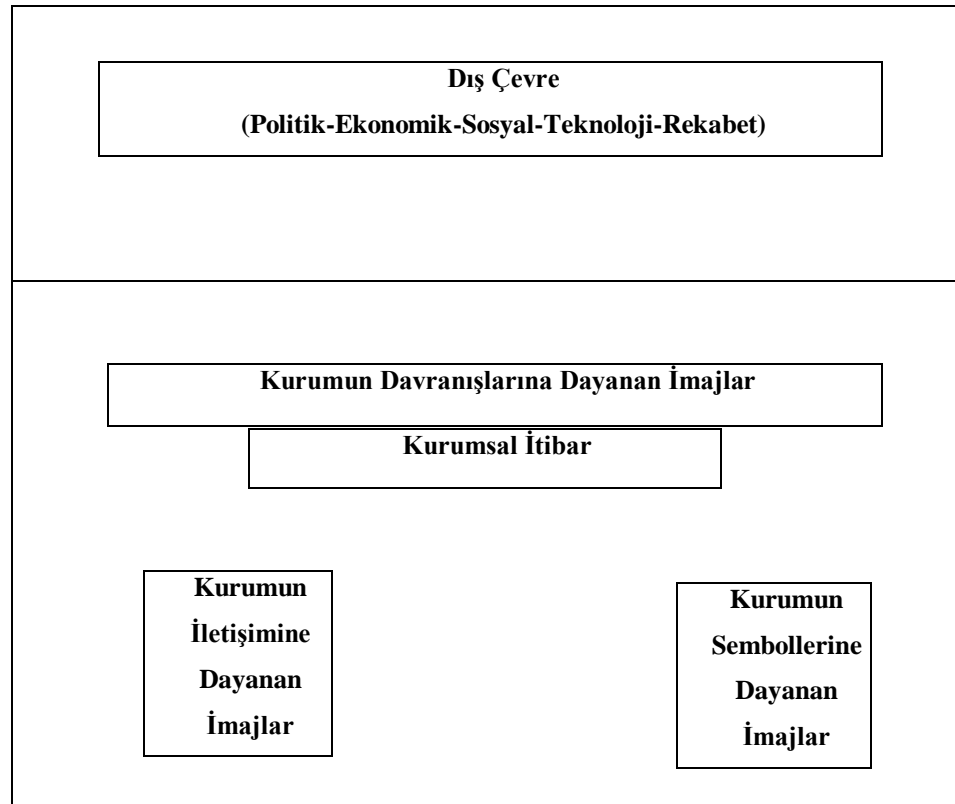 Dış Çevre
(Politik-Ekonomik-Sosyal-Teknoloji-Rekabet)
Kurumun Davranışlarına Dayanan İmajlar
Kurumsal İtibar
Kurumun
İletişimine
Dayanan
İmajlar
Kurumun
Sembollerine
Dayanan
İmajlar